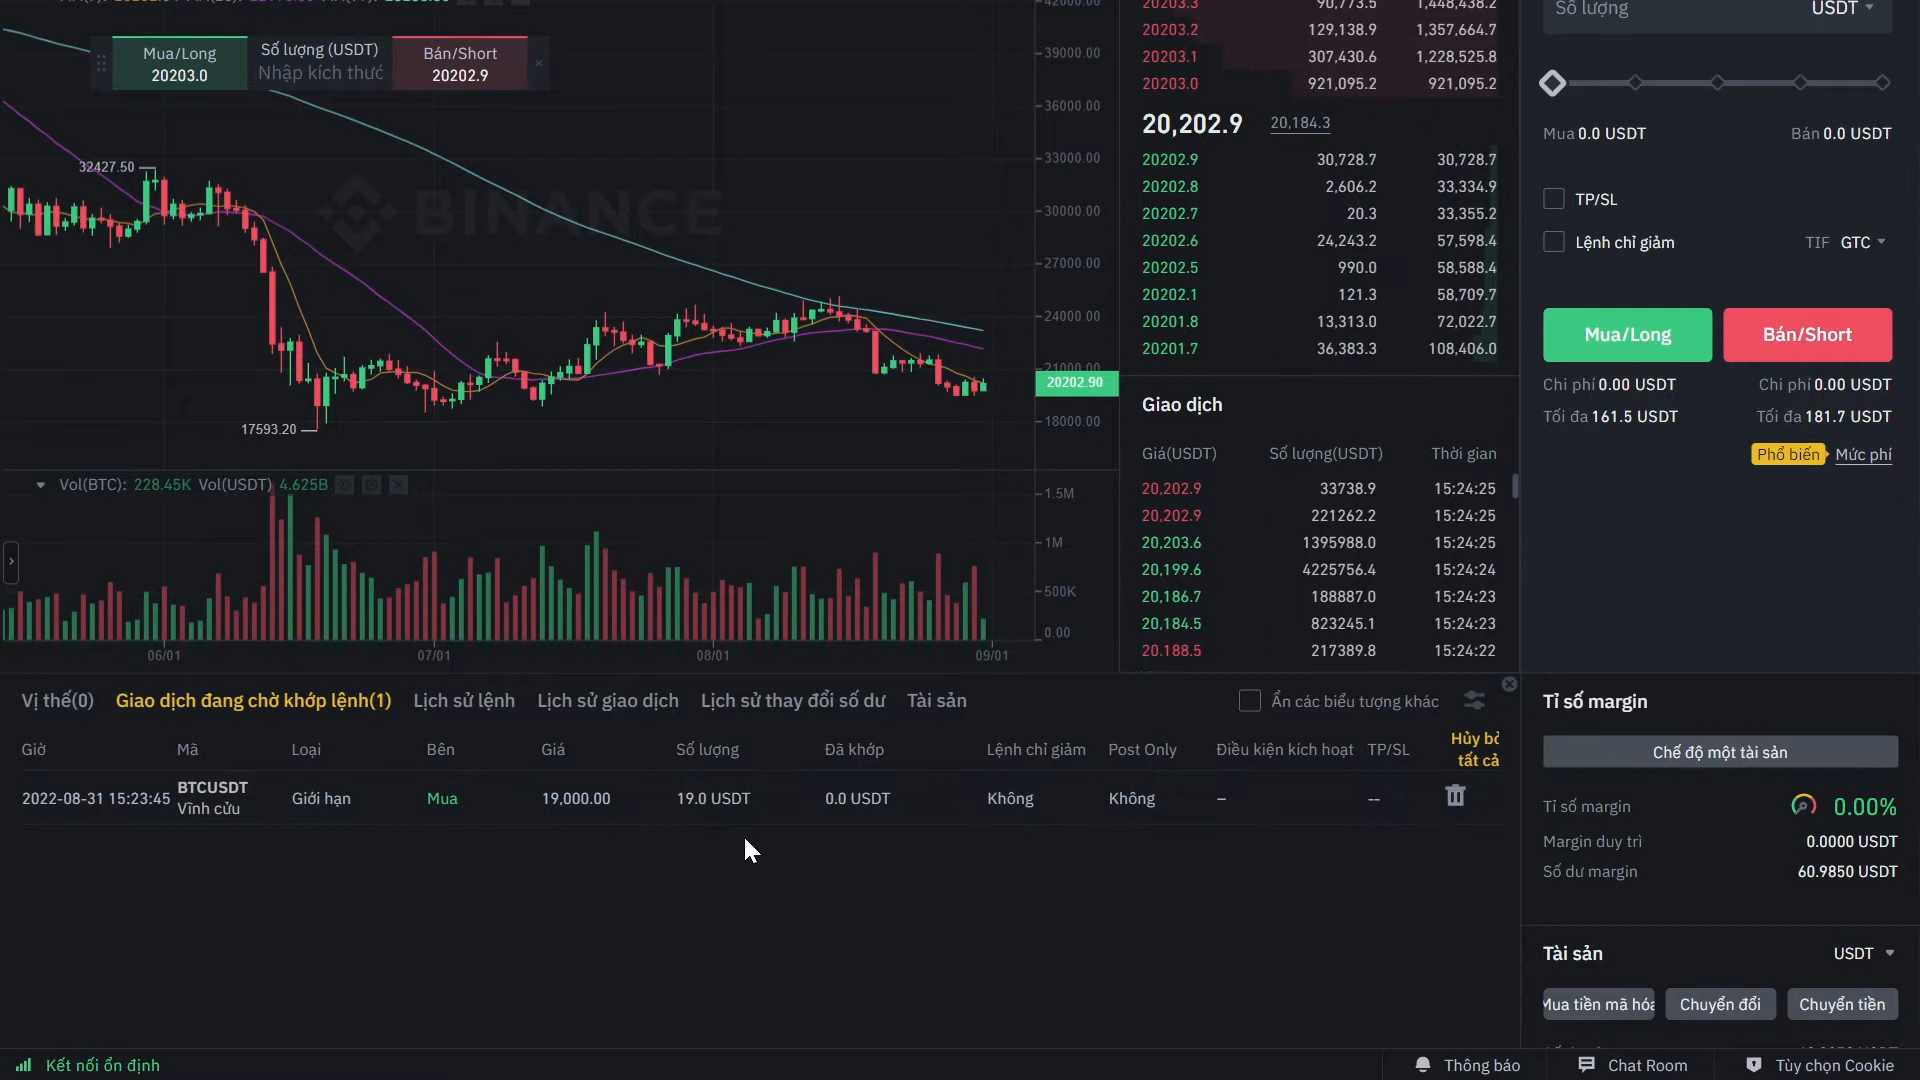 42000.00
Mua/Long
20203.0
Số lượng (USDT)
Nhập kích thướ
Bán/Short
20202.9
39000.00
36000.00
33000.00
30000.00
27000.00
24000.00
21000.00
20202.90
18000.00
32427.50
BINANCE
17593.20
Vol(BTC): 228.45K Vol(USDT) 4.625B
1.5M
1M
500K
0.00
06/01 07/01 08/01 09/01
20203.3 90,773.5 1,448,438.2
20203.2 129,138.9 1,357,664.7
20203.1 307,430.6 1,228,525.8
20203.0 921,095.2 921,095.2
20,202.9 20,184.3
20202.9 30,728.7 30,728.7
20202.8 2,606.2 33,334.9
20202.7 20.3 33,355.2
20202.6 24,243.2 57,598.4
20202.5 990.0 58,588.4
20202.1 121.3 58,709.7
20201.8 13,313.0 72,022.7
20201.7 36,383.3 108,406.0
Giao dịch
Giá(USDT) Số lượng(USDT) Thời gian
20,202.9 33738.9 15:24:25
20,202.9 221262.2 15:24:25
20,203.6 1395988.0 15:24:25
20,199.6 4225756.4 15:24:24
20,186.7 188887.0 15:24:23
20,184.5 823245.1 15:24:23
20.188.5 217389.8 15:24:22
Số lượng USDT
Mua 0.0 USDT Bán 0.0 USDT
TP/SL
Lệnh chỉ giảm TIF GTC
Mua/Long Bán/Short
Chi phí 0.00 USDT Chi phí 0.00 USDT
Tối đa 161.5 USDT Tối đa 181.7 USDT
Phổ biến Mức phí
Vị thế(0) Giao dịch đang chờ khớp lệnh(1) Lịch sử lệnh Lịch sử giao dịch Lịch sử thay đổi số dư Tài sản Ẩn các biểu tượng khác
Giờ Mã Loại Bên Giá Số lượng Đã khớp Lệnh chỉ giảm Post Only Điều kiện kích hoạt TP/SL Hủy bỏ
tất cả
2022-08-31 15:23:45 BTCUSDT Giới hạn Mua 19,000.00 19.0 USDT 0.0 USDT Không Không – --
Vĩnh cửu
Tỉ số margin
Chế độ một tài sản
Tỉ số margin 0.00%
Margin duy trì 0.0000 USDT
Số dư margin 60.9850 USDT
Tài sản USDT
Mua tiền mã hóa Chuyển đổi Chuyển tiền
Kết nối ổn định
Thông báo Chat Room Tùy chọn Cookie